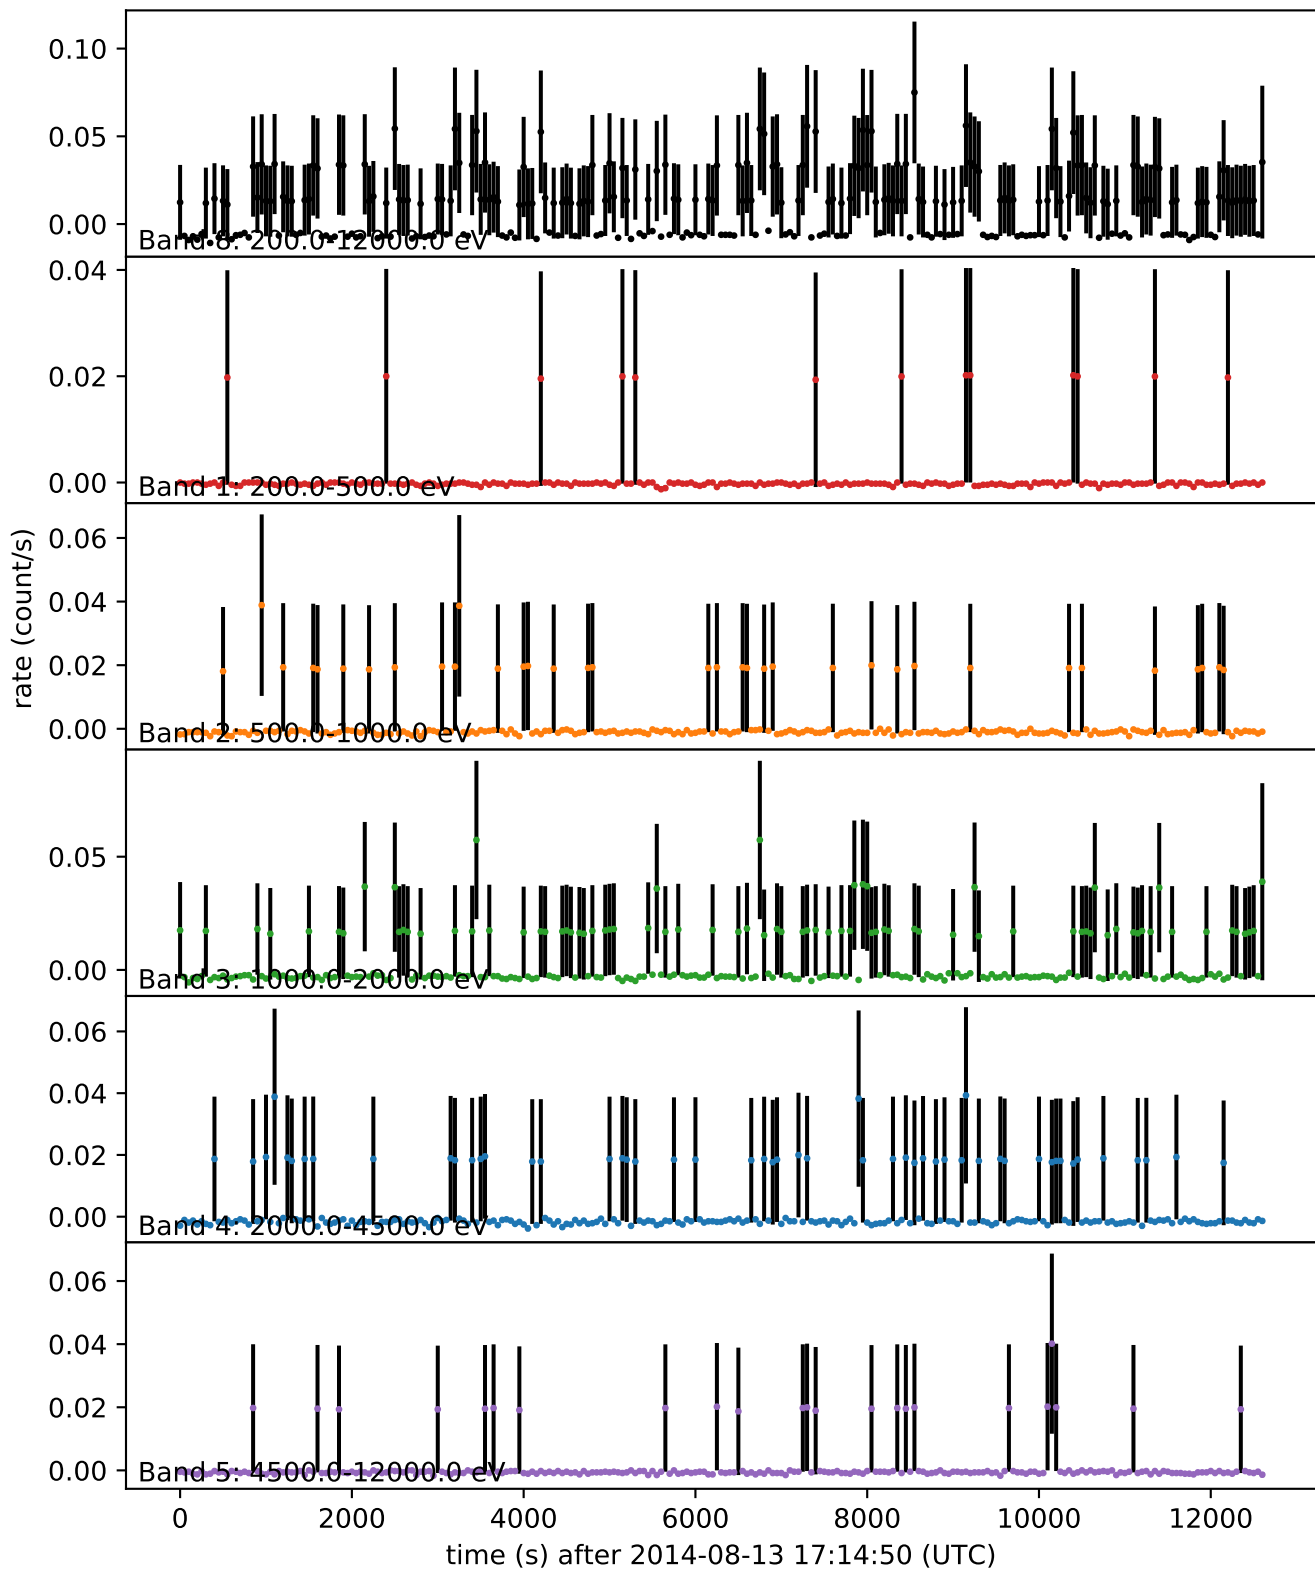 0.10
0.05
0.00
Band 8: 200.0-12000.0 eV
0.04
0.02
0.00
Band 1: 200.0-500.0 eV
rate (count/s)
0.06
0.04
0.02
0.00
Band 2: 500.0-1000.0 eV
0.05
0.00
Band 3: 1000.0-2000.0 eV
0.06
0.04
0.02
0.00
Band 4: 2000.0-4500.0 eV
0.06
0.04
0.02
0.00
Band 5: 4500.0-12000.0 eV
0 2000 4000 6000 8000 10000 12000
time (s) after 2014-08-13 17:14:50 (UTC)